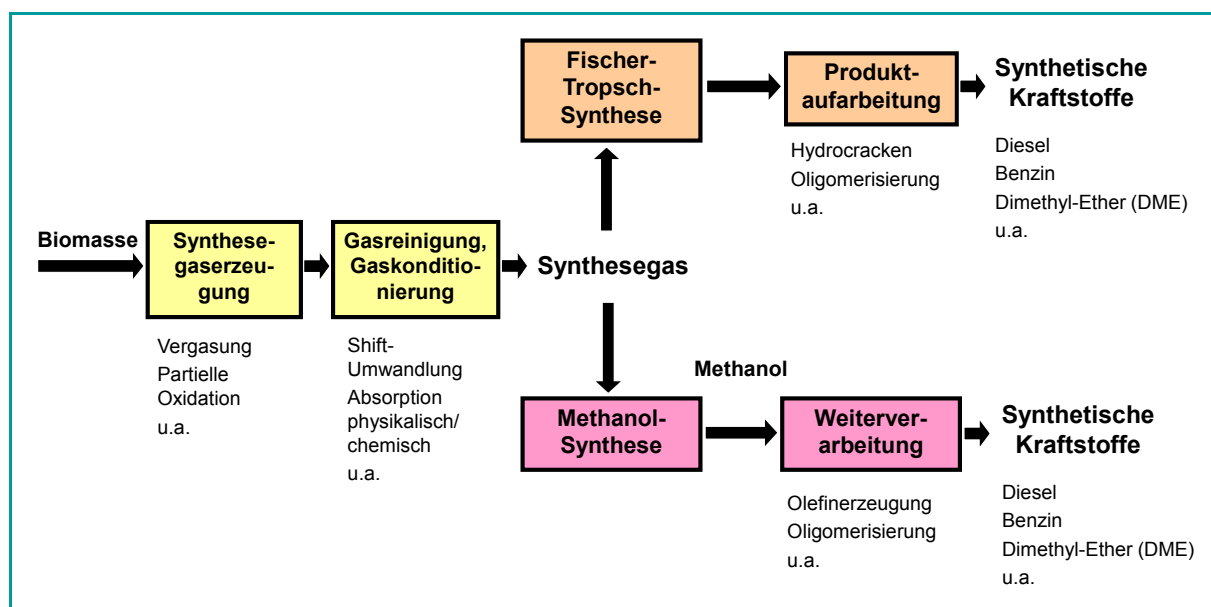 Biomasse
Synthese-
gaserzeu-
gung
Vergasung
Partielle
Oxidation
u.a.
Gasreinigung,
Gaskonditio-
nierung
Shift-
Umwandlung
Absorption
physikalisch/
chemisch
u.a.
Synthesegas
Fischer-
Tropsch-
Synthese
Produkt-
aufarbeitung
Hydrocracken
Oligomerisierung
u.a.
Synthetische
Kraftstoffe
Diesel
Benzin
Dimethyl-Ether (DME)
u.a.
Methanol-
Synthese
Methanol
Weiterver-
arbeitung
Olefinerzeugung
Oligomerisierung
u.a.
Synthetische
Kraftstoffe
Diesel
Benzin
Dimethyl-Ether (DME)
u.a.